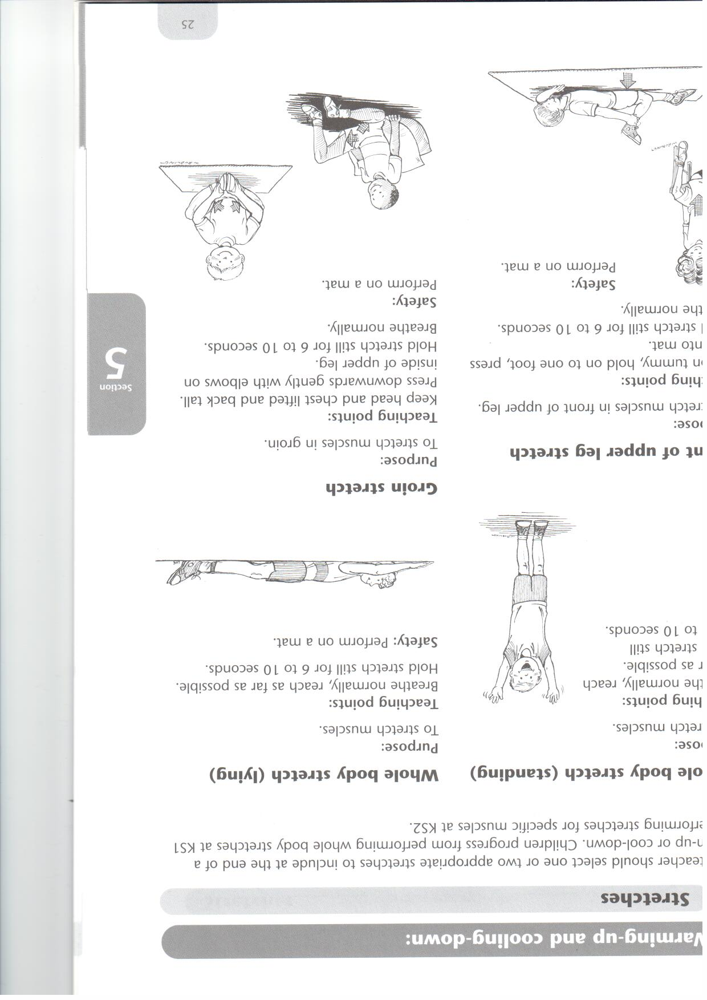 Warming-up and cooling-down:
Stretches
teacher should select one or two appropriate stretches to include at the end of a
n-up or cool-down. Children progress from performing whole body stretches at KS1
erforming stretches for specific muscles at KS2.
ole body stretch (standing)
ose:
retch muscles.
hing points:
the normally, reach
r as possible.
stretch still
to 10 seconds.
Whole body stretch (lying)
Purpose:
To stretch muscles.
Teaching points:
Breathe normally, reach as far as possible.
Hold stretch still for 6 to 10 seconds.
Safety: Perform on a mat.
nt of upper leg stretch
ose:
retch muscles in front of upper leg.
hing points:
on tummy, hold on to one foot, press
nto mat.
l stretch still for 6 to 10 seconds.
the normally.
Safety:
Perform on a mat.
Groin stretch
Purpose:
To stretch muscles in groin.
Teaching points:
Keep head and chest lifted and back tall.
Press downwards gently with elbows on
inside of upper leg.
Hold stretch still for 6 to 10 seconds.
Breathe normally.
Safety:
Perform on a mat.
Section
5
25